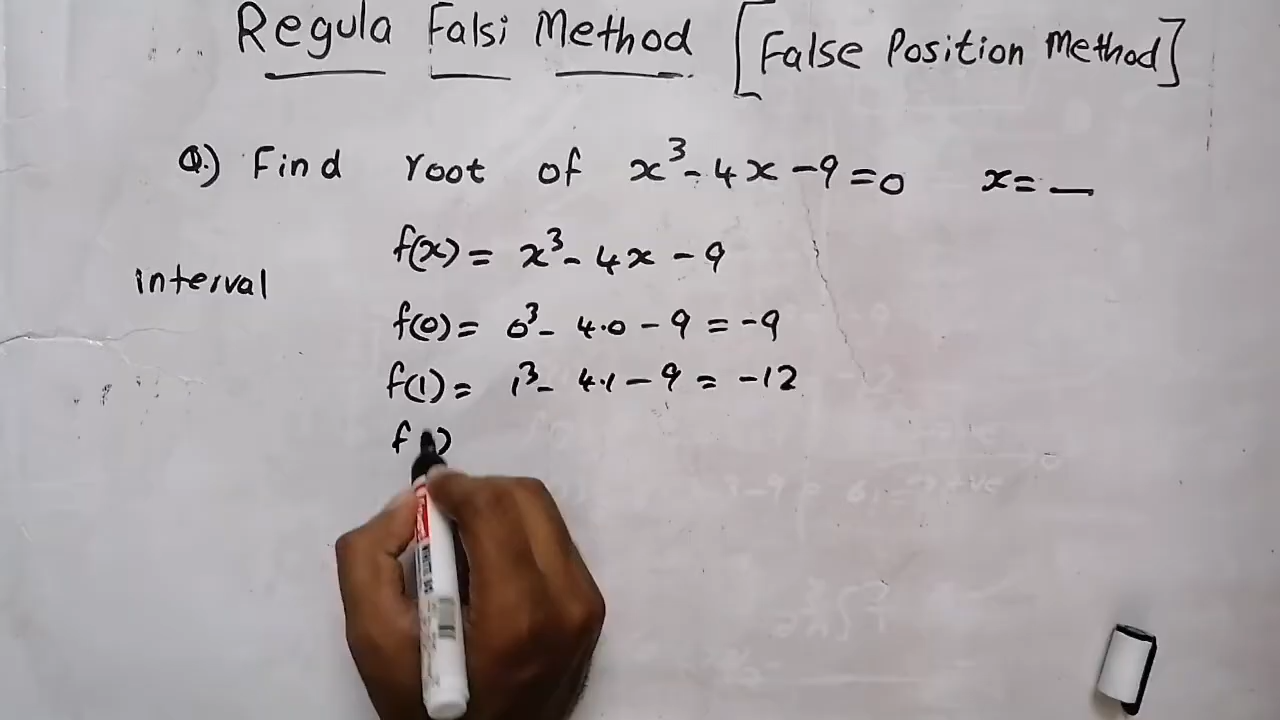 Regula Falsi Method [False Position Method]
Q.) Find root of x³- 4x -9=0 x= __
f(x) = x³- 4x - 9
interval
f(0) = 0³- 4·0 - 9 = -9
f(1) = 1³- 4·1 - 9 = -12
f( )